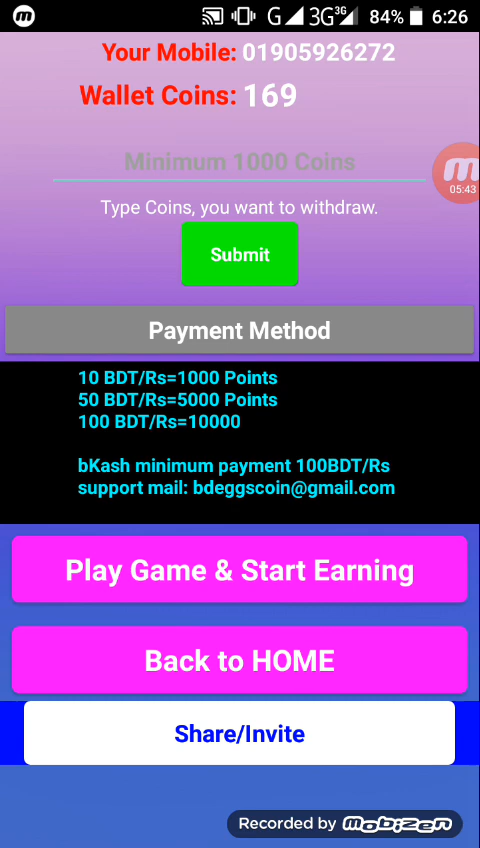 G 3G 3G 84% 6:26
Your Mobile: 01905926272
Wallet Coins: 169
Minimum 1000 Coins
05:43
Type Coins, you want to withdraw.
Submit
Payment Method
10 BDT/Rs=1000 Points
50 BDT/Rs=5000 Points
100 BDT/Rs=10000
bKash minimum payment 100BDT/Rs
support mail: bdeggscoin@gmail.com
Play Game & Start Earning
Back to HOME
Share/Invite
Recorded by mobizen